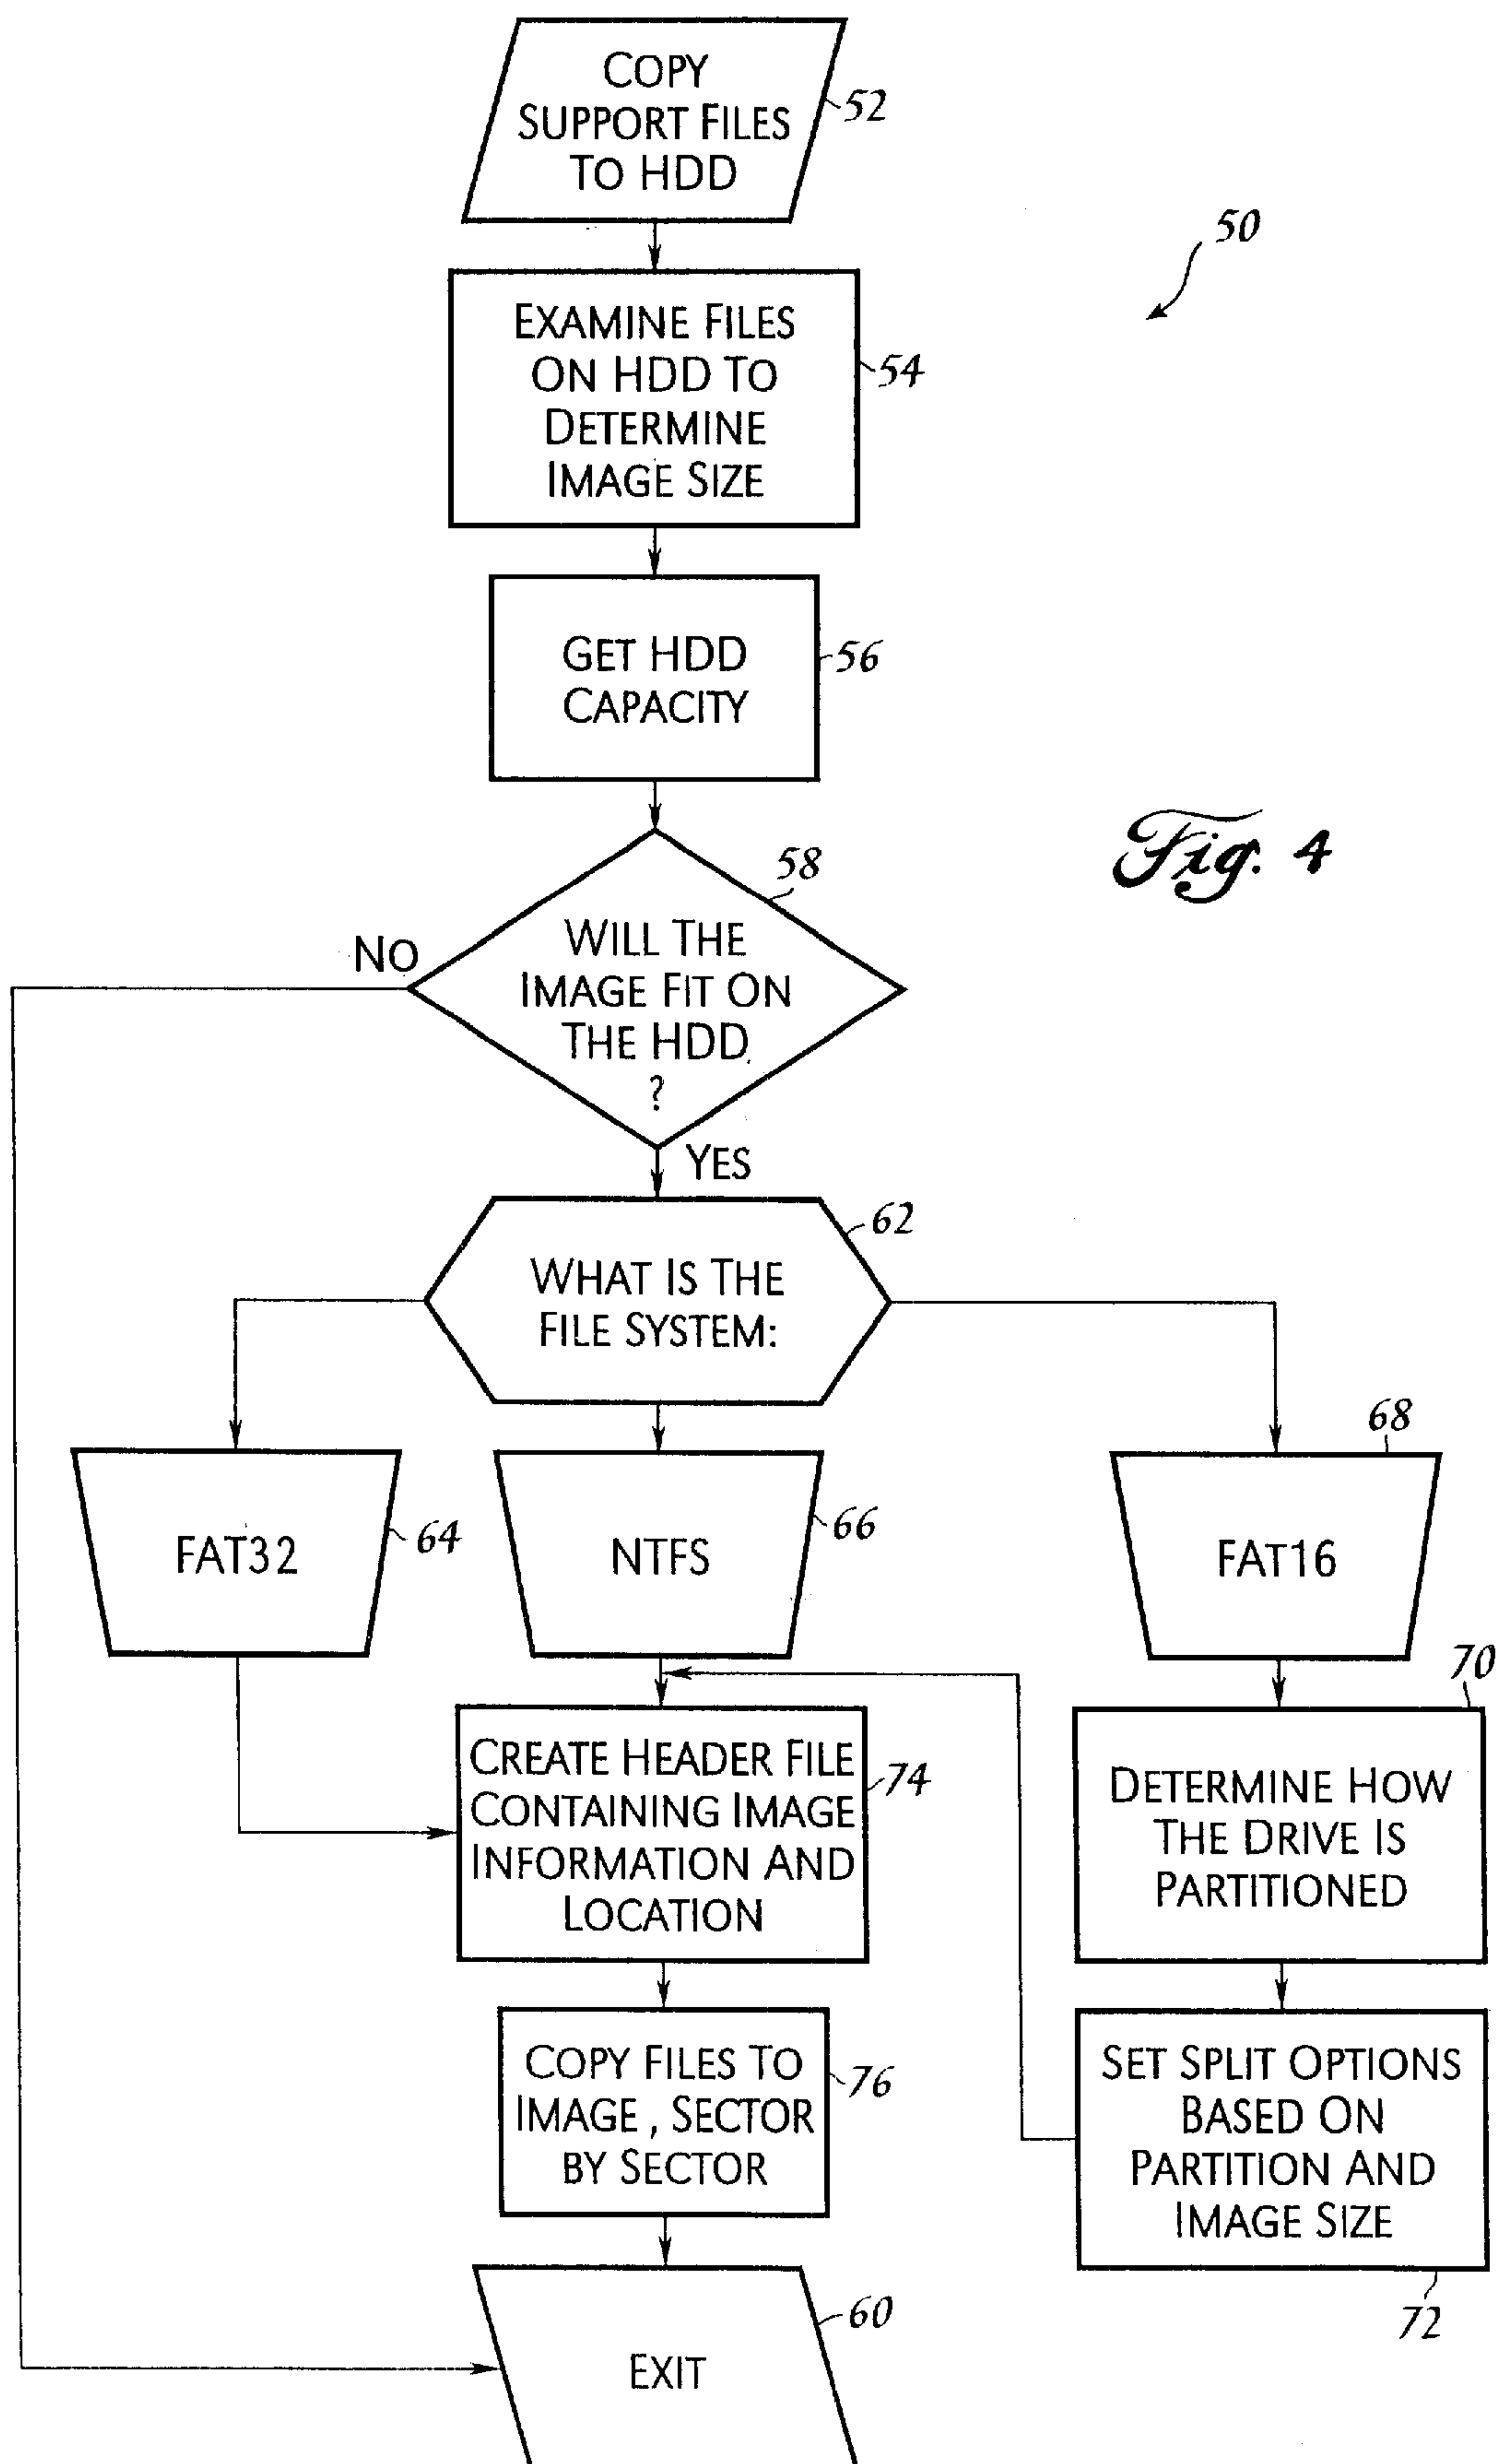 COPY
SUPPORT FILES
TO HDD
52
50
EXAMINE FILES
ON HDD TO
DETERMINE
IMAGE SIZE
54
GET HDD
CAPACITY
56
Fig. 4
58
NO
WILL THE
IMAGE FIT ON
THE HDD
?
YES
62
WHAT IS THE
FILE SYSTEM:
68
FAT32
64
NTFS
66
FAT16
70
CREATE HEADER FILE
CONTAINING IMAGE
INFORMATION AND
LOCATION
74
DETERMINE HOW
THE DRIVE IS
PARTITIONED
COPY FILES TO
IMAGE, SECTOR
BY SECTOR
76
SET SPLIT OPTIONS
BASED ON
PARTITION AND
IMAGE SIZE
72
60
EXIT